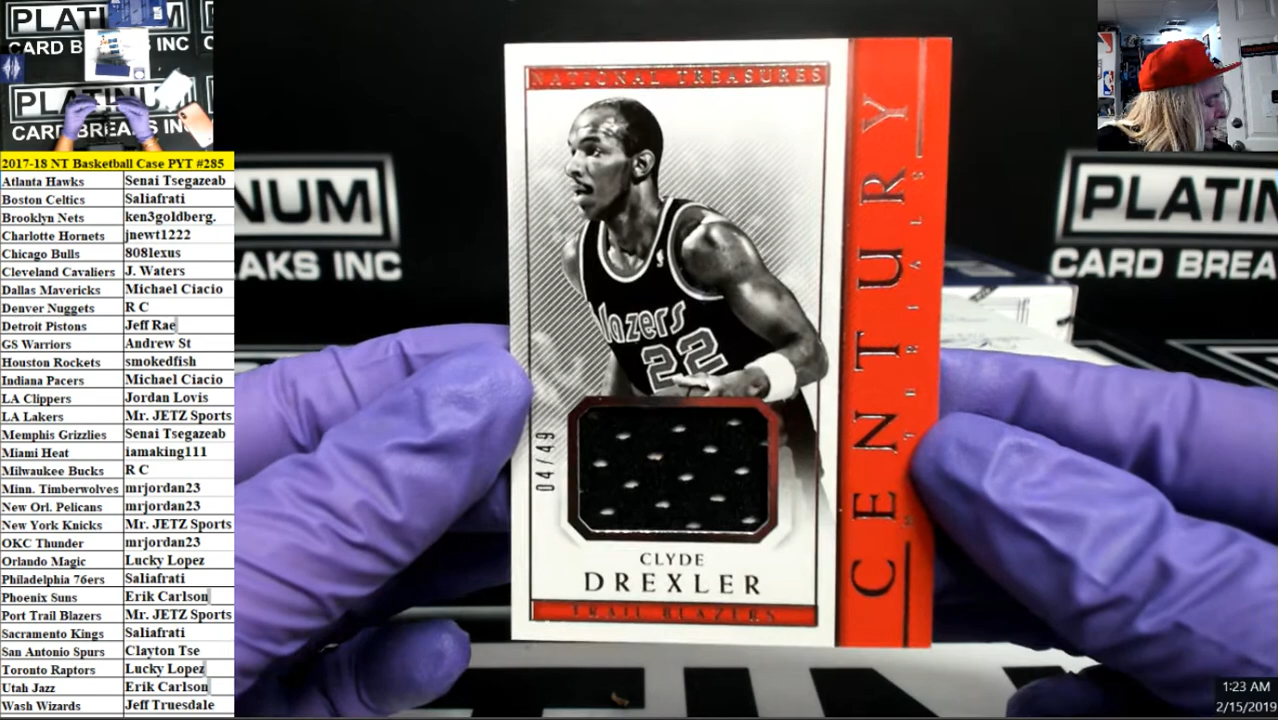 PLATINUM
CARD BREAKS INC
PLATINUM
CARD BREAKS INC
2017-18 NT Basketball Case PYT #285
Atlanta Hawks Senai Tsegazeab
Boston Celtics Saliafrati
Brooklyn Nets ken3goldberg.
Charlotte Hornets jnewt1222
Chicago Bulls 808lexus
Cleveland Cavaliers J. Waters
Dallas Mavericks Michael Ciacio
Denver Nuggets R C
Detroit Pistons Jeff Rae
GS Warriors Andrew St
Houston Rockets smokedfish
Indiana Pacers Michael Ciacio
LA Clippers Jordan Lovis
LA Lakers Mr. JETZ Sports
Memphis Grizzlies Senai Tsegazeab
Miami Heat iamaking111
Milwaukee Bucks R C
Minn. Timberwolves mrjordan23
New Orl. Pelicans mrjordan23
New York Knicks Mr. JETZ Sports
OKC Thunder mrjordan23
Orlando Magic Lucky Lopez
Philadelphia 76ers Saliafrati
Phoenix Suns Erik Carlson
Port Trail Blazers Mr. JETZ Sports
Sacramento Kings Saliafrati
San Antonio Spurs Clayton Tse
Toronto Raptors Lucky Lopez
Utah Jazz Erik Carlson
Wash Wizards Jeff Truesdale
NUM
AKS INC
PLATIN
CARD BREA
NATIONAL TREASURES
lazers
22
04/49
CLYDE
DREXLER
TRAIL BLAZERS
CENTURY
MATERIALS
1:23 AM
2/15/2019